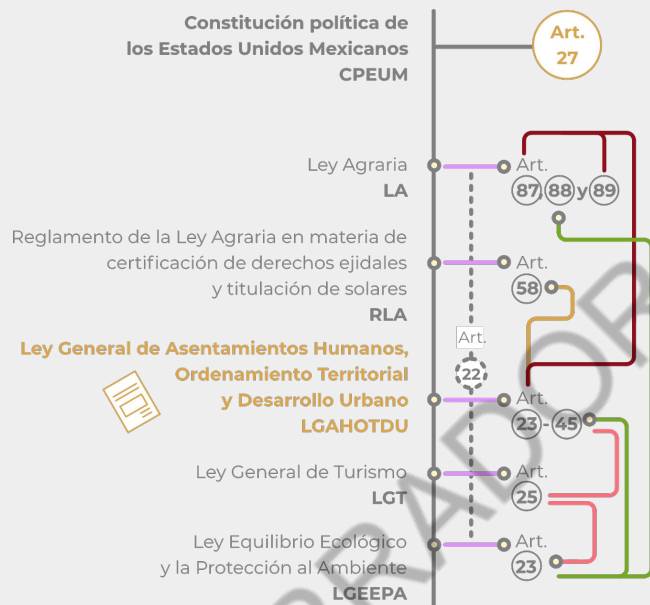 Constitución política de
los Estados Unidos Mexicanos
CPEUM
Art.
27
Ley Agraria
LA
Art.
87, 88 y 89
Reglamento de la Ley Agraria en materia de
certificación de derechos ejidales
y titulación de solares
RLA
Art.
58
Art.
22
Ley General de Asentamientos Humanos,
Ordenamiento Territorial
y Desarrollo Urbano
LGAHOTDU
Art.
23 - 45
Ley General de Turismo
LGT
Art.
25
Ley Equilibrio Ecológico
y la Protección al Ambiente
LGEEPA
Art.
23
RADOR